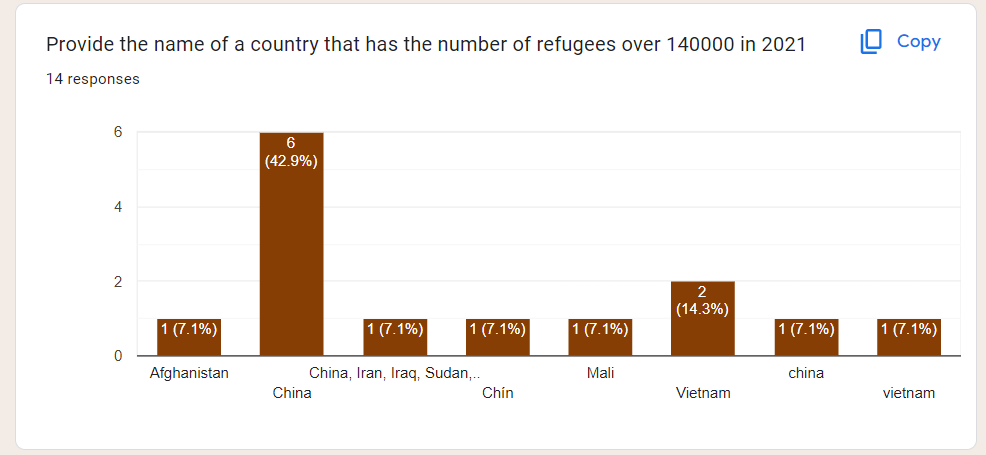 Provide the name of a country that has the number of refugees over 140000 in 2021
Copy
14 responses
6
4
2
0
1 (7.1%)
6
(42.9%)
1 (7.1%)
1 (7.1%)
1 (7.1%)
2
(14.3%)
1 (7.1%)
1 (7.1%)
Afghanistan
China
China, Iran, Iraq, Sudan,..
Chín
Mali
Vietnam
china
vietnam